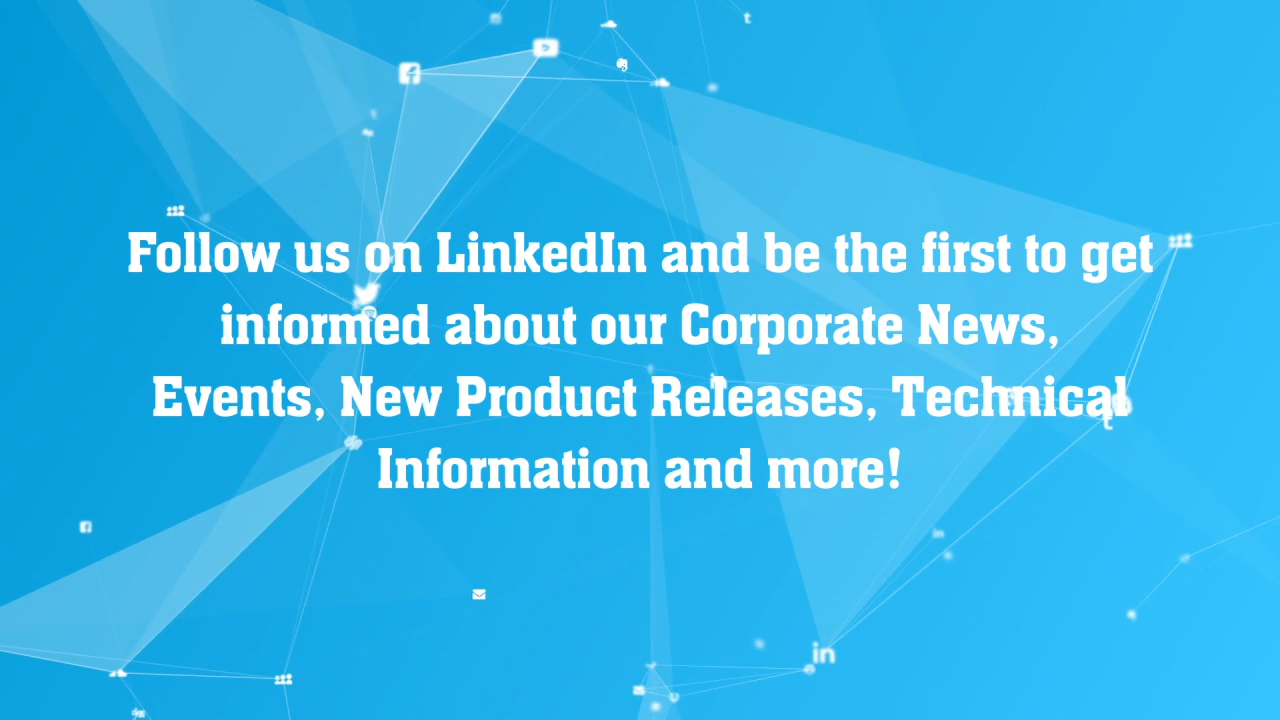 Follow us on LinkedIn and be the first to get
informed about our Corporate News,
Events, New Product Releases, Technical
Information and more!